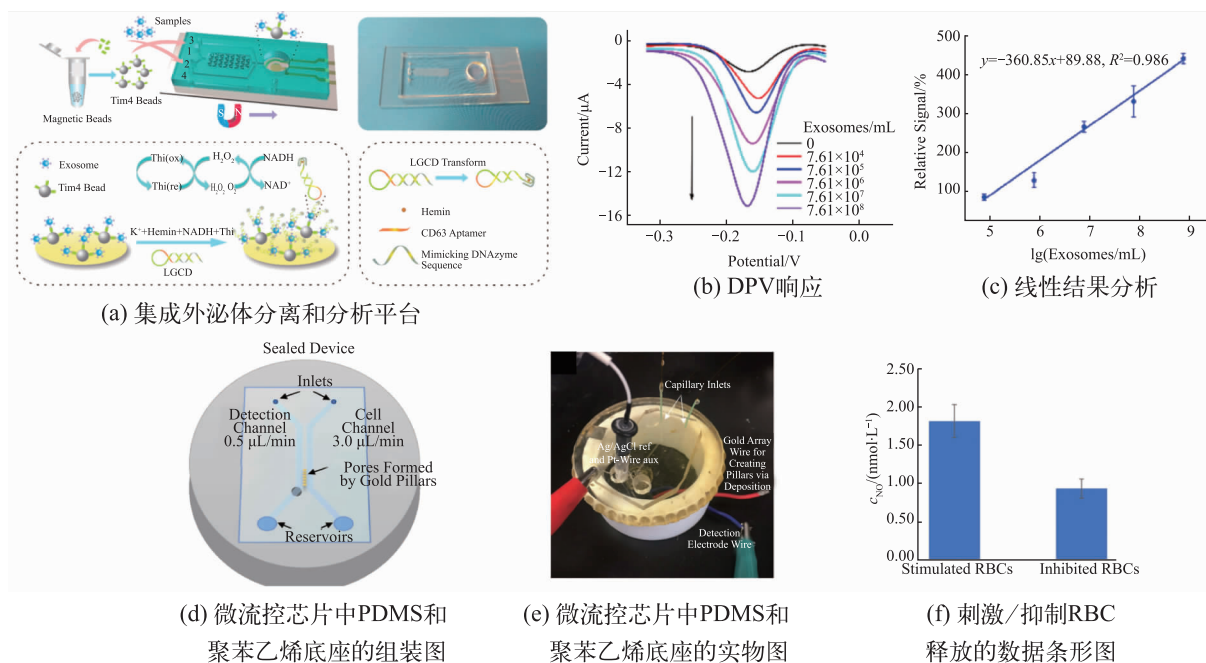 Samples
3
1
2
4
Tim4 Beads
Magnetic Beads
S N
Exosome
Tim4 Bead
Thi(ox)
H₂O₂
NADH
Thi(re)
H₂O₂ O₂
NAD⁺
K⁺+Hemin+NADH+Thi
LGCD
LGCD Transform
Hemin
CD63 Aptamer
Mimicking DNAzyme
Sequence
(a) 集成外泌体分离和分析平台
0
−4
−8
−12
−16
Current/μA
Exosomes/mL
0
7.61×10⁴
7.61×10⁵
7.61×10⁶
7.61×10⁷
7.61×10⁸
−0.3
−0.2
−0.1
0.0
Potential/V
(b) DPV响应
500
400
300
200
100
Relative Signal/%
y=−360.85x+89.88, R²=0.986
5
6
7
8
9
lg(Exosomes/mL)
(c) 线性结果分析
Sealed Device
Inlets
Detection
Channel
0.5 μL/min
Cell
Channel
3.0 μL/min
Pores Formed
by Gold Pillars
Reservoirs
(d) 微流控芯片中PDMS和
聚苯乙烯底座的组装图
Capillary Inlets
Ag/AgCl ref
and Pt-Wire aux
Gold Array
Wire for
Creating
Pillars via
Deposition
Detection
Electrode Wire
(e) 微流控芯片中PDMS和
聚苯乙烯底座的实物图
2.50
2.00
1.50
1.00
0.50
0.00
c_NO/(nmol·L⁻¹)
Stimulated RBCs
Inhibited RBCs
(f) 刺激/抑制RBC
释放的数据条形图